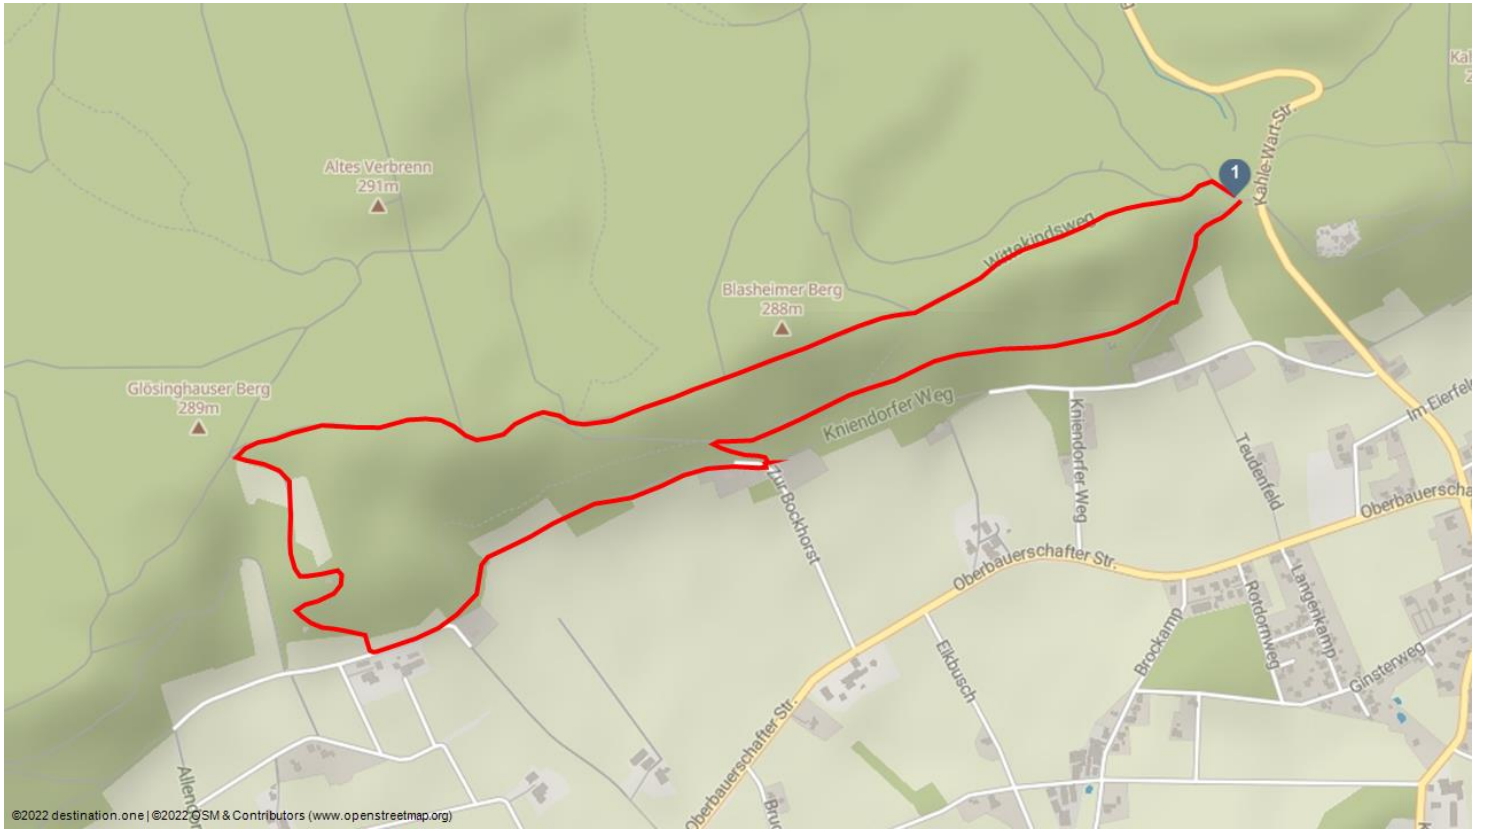 Kahle-Wart-Str.
1
Altes Verbrenn
291m
Wittekindsweg
Blasheimer Berg
288m
Glösinghauser Berg
289m
Kniendorfer Weg
Kniendorfer Weg
Im Eierfeld
Teudenfeld
Zur Bockhorst
Oberbauerscha
Oberbauerschafter Str.
Langenkamp
Rotdornweg
Brockamp
Elkbusch
Ginsterweg
Oberbauerschafter Str.
©2022 destination.one | ©2022 OSM & Contributors (www.openstreetmap.org)